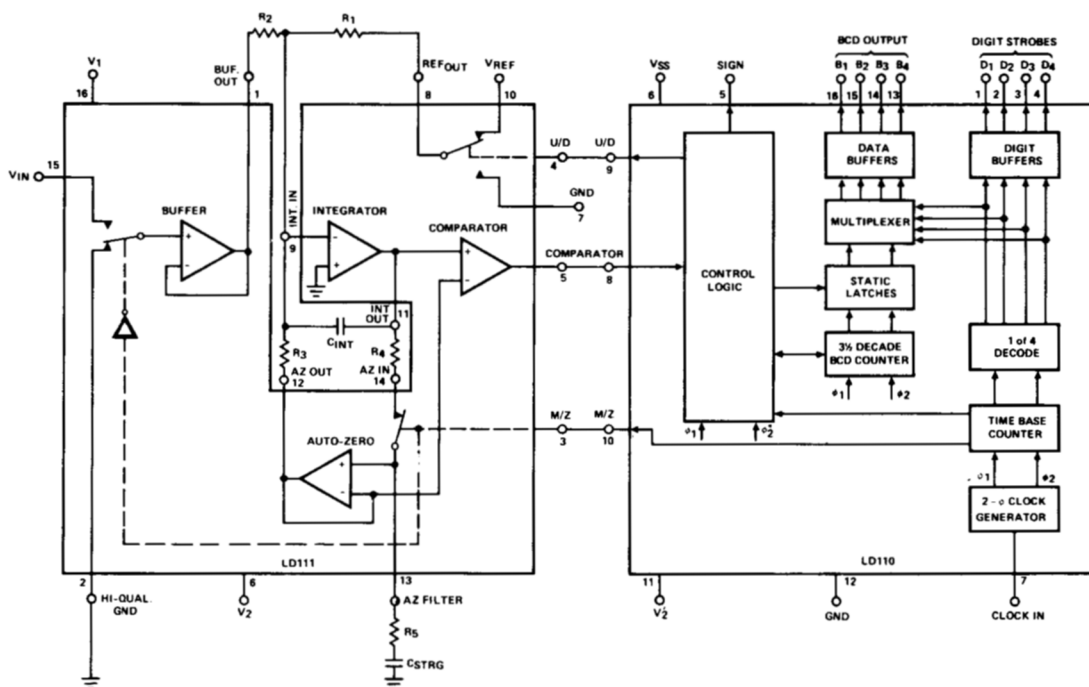 R2
R1
BCD OUTPUT
DIGIT STROBES
V1
BUF. OUT
REFOUT
VREF
VSS
SIGN
B1 B2 B3 B4
D1 D2 D3 D4
16
1
8
10
6
5
16 15 14 13
1 2 3 4
VIN
15
U/D
4
U/D
9
DATA BUFFERS
DIGIT BUFFERS
GND
7
BUFFER
+
-
INT. IN
9
INTEGRATOR
-
+
COMPARATOR
+
-
COMPARATOR
5
8
CONTROL LOGIC
MULTIPLEXER
STATIC LATCHES
INT OUT
11
CINT
R3
R4
AZ OUT
12
AZ IN
14
3½ DECADE BCD COUNTER
1 of 4 DECODE
ϕ1 ϕ2
M/Z
3
M/Z
10
ϕ1 ϕ2
TIME BASE COUNTER
AUTO-ZERO
+
-
ϕ1 ϕ2
2-ϕ CLOCK GENERATOR
LD111
LD110
2
6
13
11
12
7
HI-QUAL. GND
V2
AZ FILTER
V2'
GND
CLOCK IN
R5
CSTRG